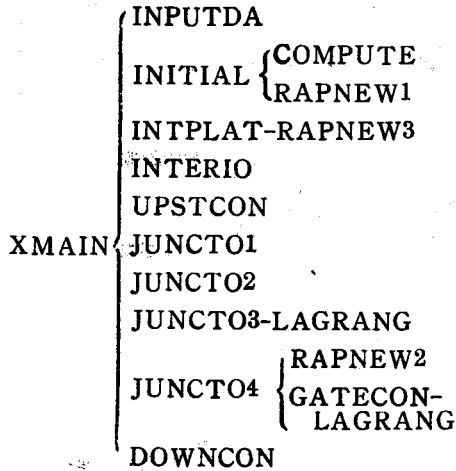 INPUTDA
COMPUTE
INITIAL
RAPNEW1
INTPLAT-RAPNEW3
INTERIO
UPSTCON
XMAIN JUNCTO1
JUNCTO2
JUNCTO3-LAGRANG
RAPNEW2
JUNCTO4
GATECON-
LAGRANG
DOWNCON